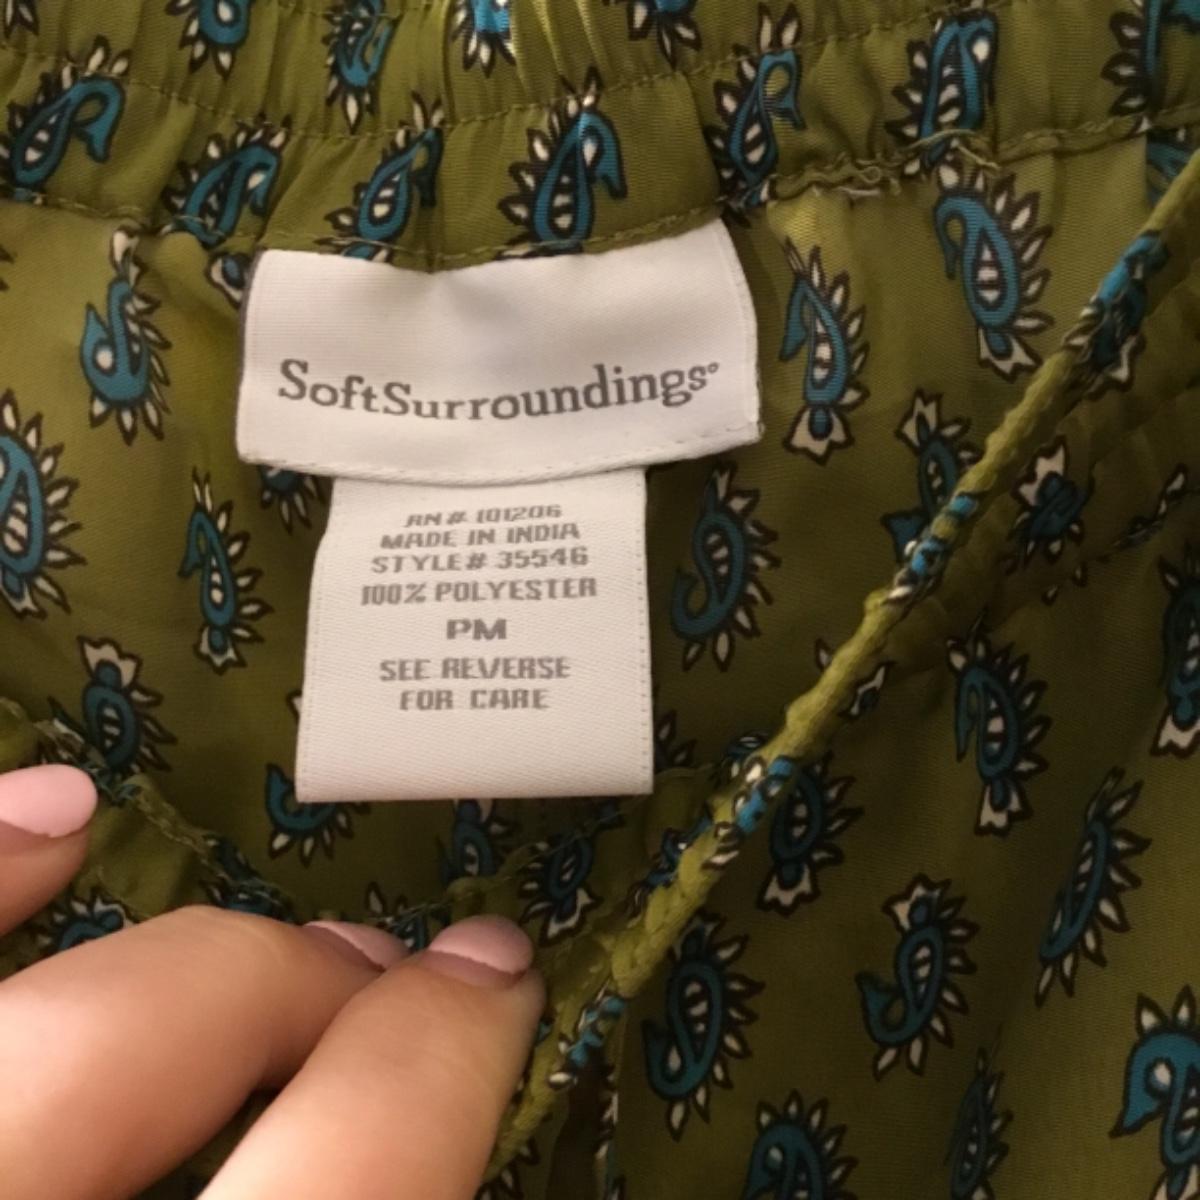 SoftSurroundings®
RN# 101206
MADE IN INDIA
STYLE# 35546
100% POLYESTER
PM
SEE REVERSE
FOR CARE